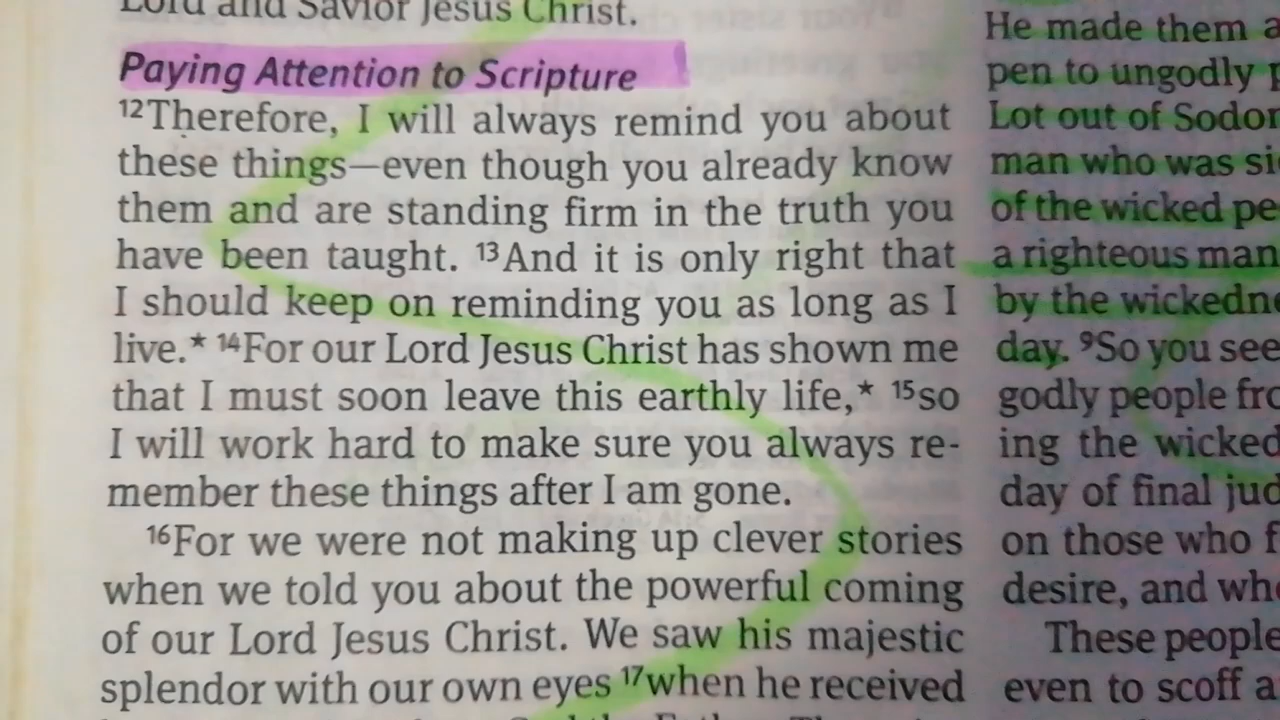 Lord and Savior Jesus Christ.
Paying Attention to Scripture
12Therefore, I will always remind you about
these things—even though you already know
them and are standing firm in the truth you
have been taught. 13And it is only right that
I should keep on reminding you as long as I
live.* 14For our Lord Jesus Christ has shown me
that I must soon leave this earthly life,* 15so
I will work hard to make sure you always re-
member these things after I am gone.
16For we were not making up clever stories
when we told you about the powerful coming
of our Lord Jesus Christ. We saw his majestic
splendor with our own eyes 17when he received
He made them
pen to ungodly
Lot out of
man who was
of the wicked
a righteous man
by the
day. 9So you see
godly people
ing the wicked
day of final
on those who
desire, and
These people
even to scoff